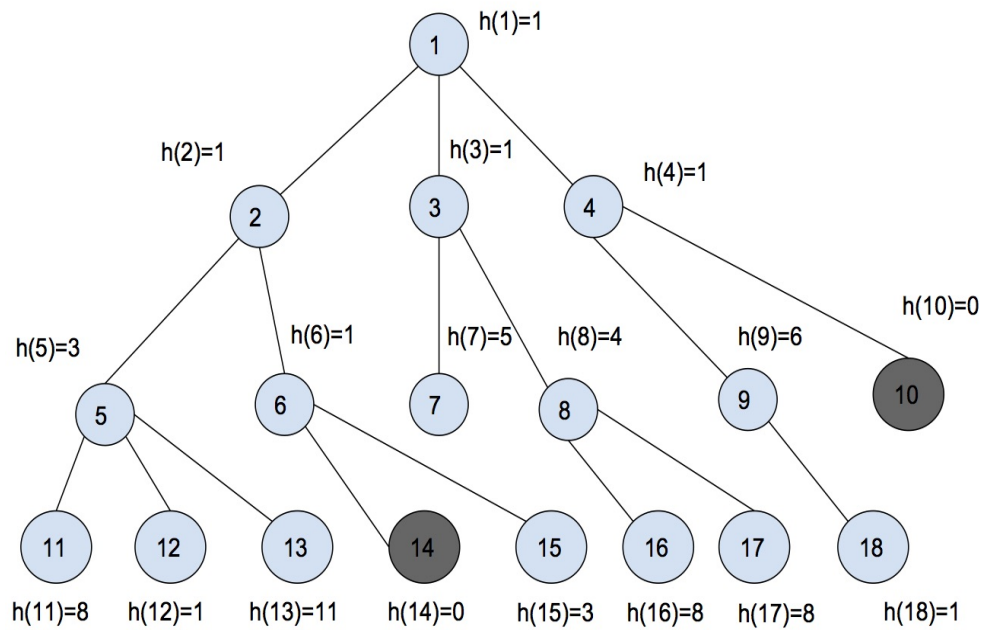 h(1)=1
1
h(2)=1
h(3)=1
h(4)=1
2
3
4
h(5)=3
h(6)=1
h(7)=5
h(8)=4
h(9)=6
h(10)=0
5
6
7
8
9
10
11
12
13
14
15
16
17
18
h(11)=8
h(12)=1
h(13)=11
h(14)=0
h(15)=3
h(16)=8
h(17)=8
h(18)=1